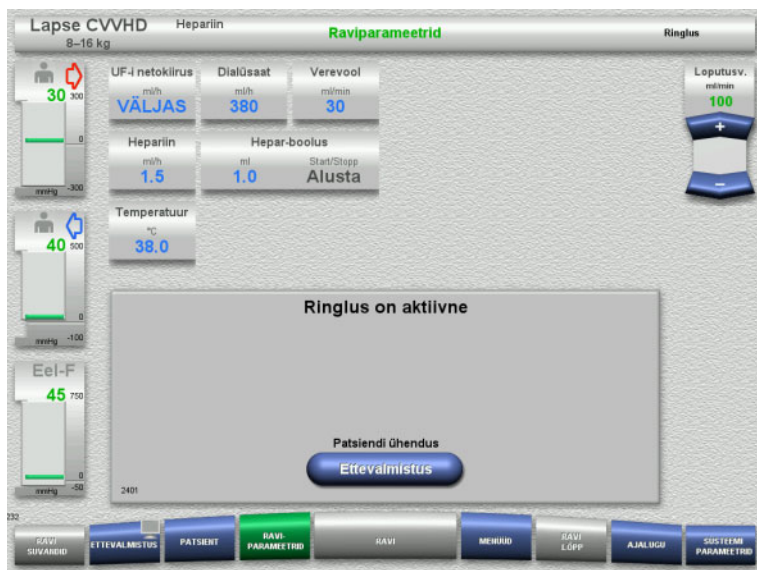 Lapse CVVHD Hepariin Raviparameetrid Ringlus
8–16 kg
UF-i netokiirus Dialüsaat Verevool Loputusv.
ml/h ml/h ml/min ml/min
30 300 VÄLJAS 380 30 100
+
0
Hepariin Hepar-boolus
ml/h ml Start/Stopp
1.5 1.0 Alusta
–
mmHg -300
Temperatuur
°C
40 500 38.0
Ringlus on aktiivne
0
mmHg -100
Eel-F
45 750
Patsiendi ühendus
Ettevalmistus
0
mmHg -50 2401
232
RAVI SUVANDID ETTEVALMISTUS PATSIENT RAVI-PARAMEETRID RAVI MENÜÜD RAVI LÕPP AJALUGU SÜSTEEMI PARAMEETRID